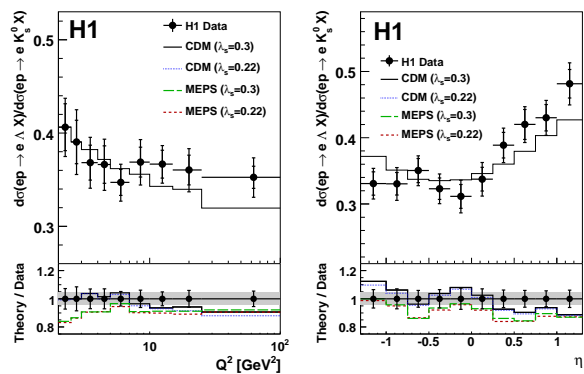 H1
dσ(ep → e Λ X)/dσ(ep → e K⁰ₛ X)
0.5
0.4
0.3
H1 Data
CDM (λₛ=0.3)
CDM (λₛ=0.22)
MEPS (λₛ=0.3)
MEPS (λₛ=0.22)
Theory / Data
1.2
1
0.8
10
10²
Q² [GeV²]
H1
dσ(ep → e Λ X)/dσ(ep → e K⁰ₛ X)
0.5
0.4
0.3
H1 Data
CDM (λₛ=0.3)
CDM (λₛ=0.22)
MEPS (λₛ=0.3)
MEPS (λₛ=0.22)
Theory / Data
1.2
1
0.8
-1 -0.5 0 0.5 1
η